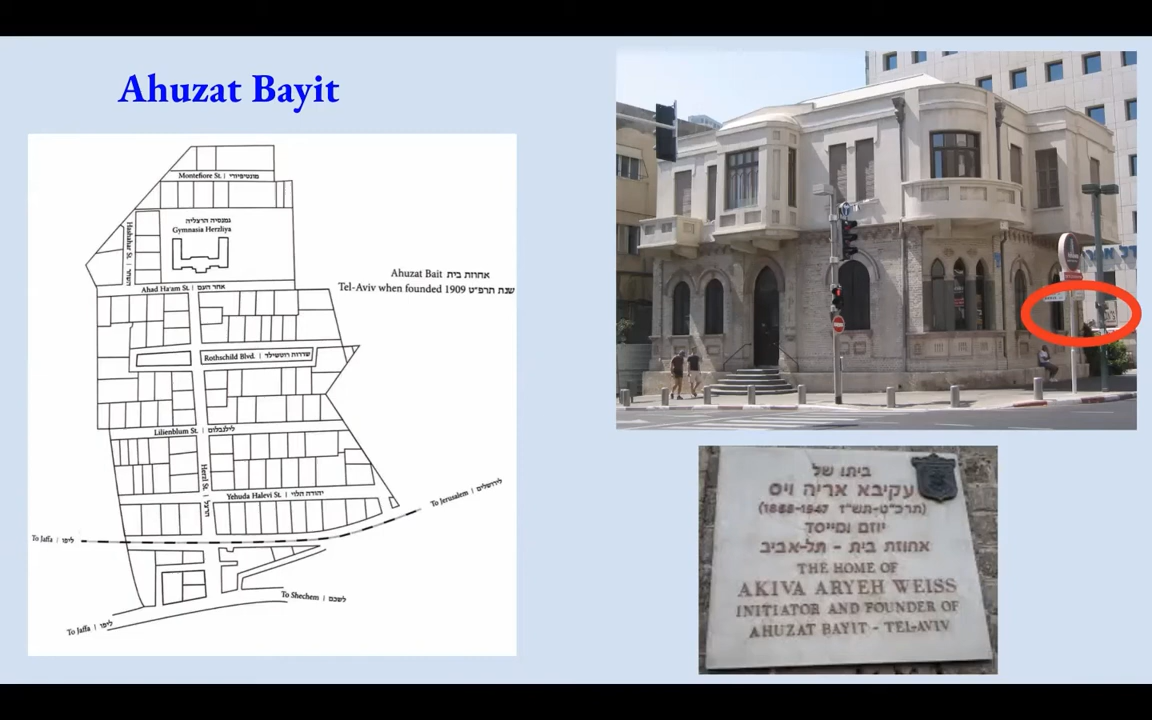 Ahuzat Bayit
Montefiore St. | מונטיפיורי
גמנסיה הרצליה
Gymnasia Herzliya
Ahuzat Bait אחוזת בית
Tel-Aviv when founded 1909 שנת תרפ״ט
Ahad Ha'am St. | אחד העם
Rothschild Blvd. | שדרות רוטשילד
Lilienblum St. | לילנבלום
Herzl St. | הרצל
Yehuda Halevi St. | יהודה הלוי
To Jerusalem | לירושלים
To Jaffa | ליפו
To Shechem | לשכם
To Jaffa | ליפו
ביתו של
עקיבא אריה ויס
(תרכ״ט-תש״ז 1868-1947)
יוזם ומייסד
אחוזת בית - תל-אביב
THE HOME OF
AKIVA ARYEH WEISS
INITIATOR AND FOUNDER OF
AHUZAT BAYIT - TEL-AVIV